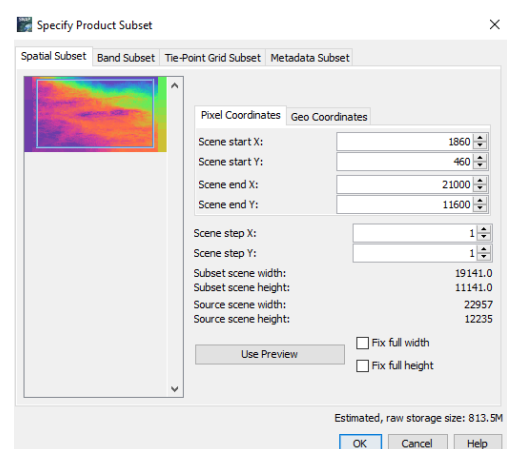 Specify Product Subset
Spatial Subset Band Subset Tie-Point Grid Subset Metadata Subset
Pixel Coordinates Geo Coordinates
Scene start X: 1860
Scene start Y: 460
Scene end X: 21000
Scene end Y: 11600
Scene step X: 1
Scene step Y: 1
Subset scene width: 19141.0
Subset scene height: 11141.0
Source scene width: 22957
Source scene height: 12235
Use Preview
Fix full width
Fix full height
Estimated, raw storage size: 813.5M
OK Cancel Help